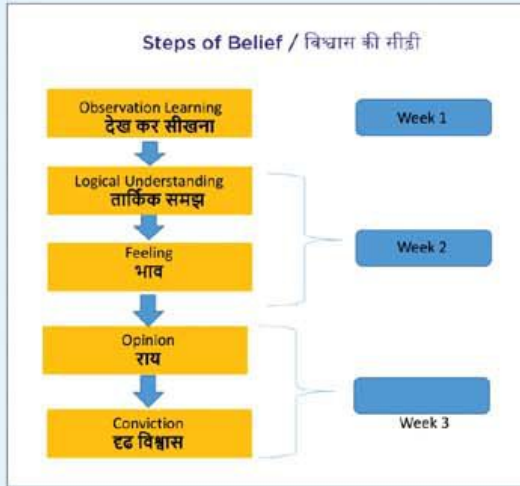 Steps of Belief / विश्वास की सीढ़ी
Observation Learning
देख कर सीखना
Week 1
Logical Understanding
तार्किक समझ
Feeling
भाव
Week 2
Opinion
राय
Conviction
दृढ विश्वास
Week 3